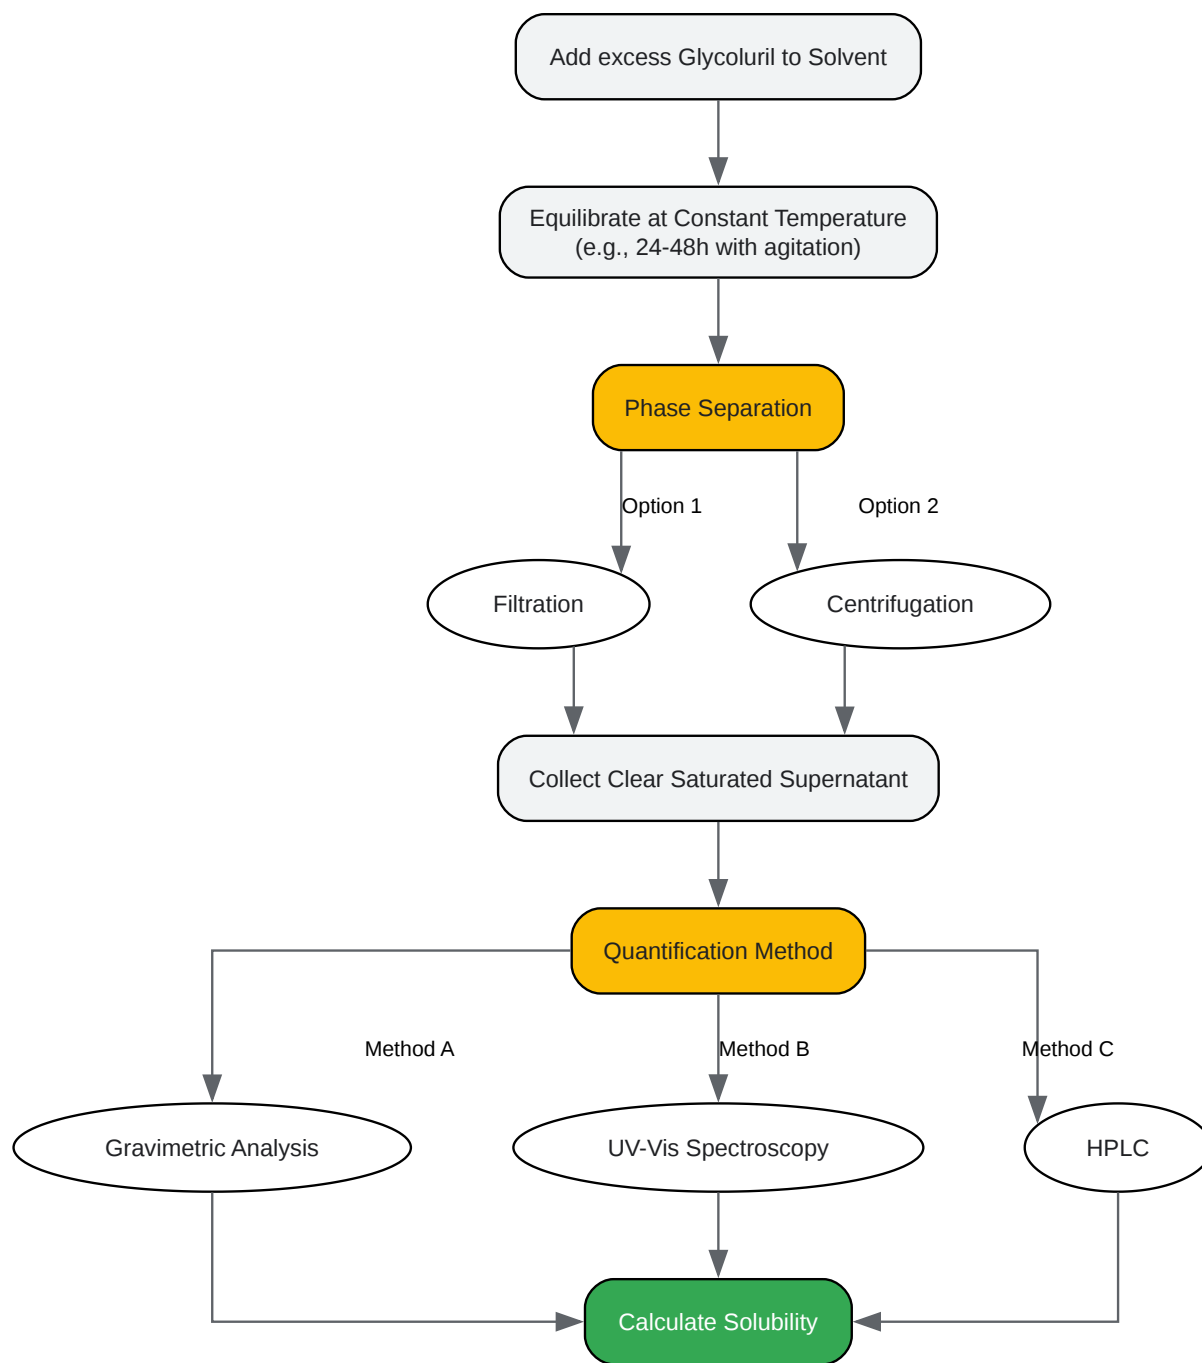 Add excess Glycoluril to Solvent
Equilibrate at Constant Temperature
(e.g., 24-48h with agitation)
Phase Separation
Option 1
Option 2
Filtration
Centrifugation
Collect Clear Saturated Supernatant
Quantification Method
Method A
Method B
Method C
Gravimetric Analysis
UV-Vis Spectroscopy
HPLC
Calculate Solubility